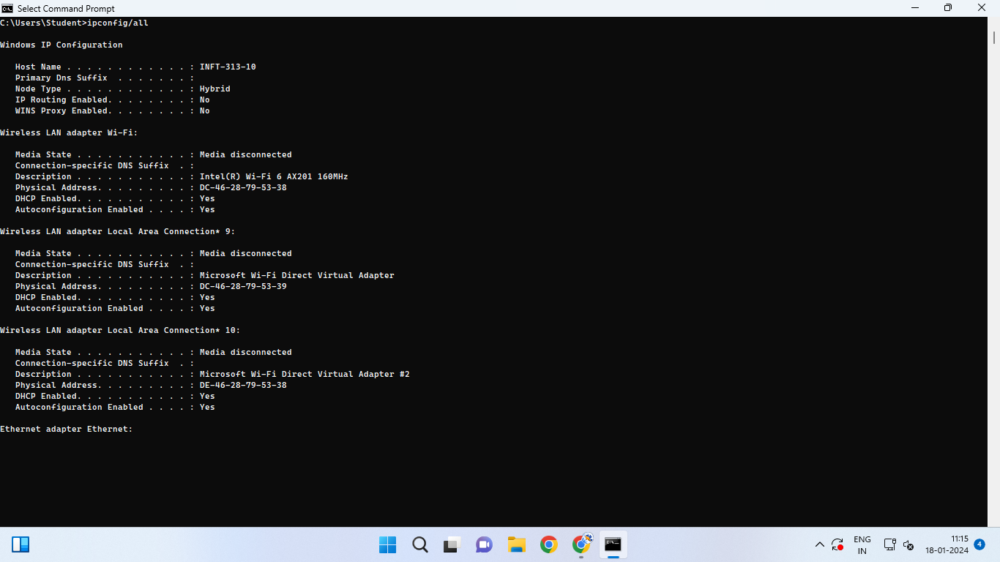 Select Command Prompt
C:\Users\Student>ipconfig/all
Windows IP Configuration
Host Name . . . . . . . . . . . . : INFT-313-10
Primary Dns Suffix  . . . . . . . :
Node Type . . . . . . . . . . . . : Hybrid
IP Routing Enabled. . . . . . . . : No
WINS Proxy Enabled. . . . . . . . : No
Wireless LAN adapter Wi-Fi:
Media State . . . . . . . . . . . : Media disconnected
Connection-specific DNS Suffix  . :
Description . . . . . . . . . . . : Intel(R) Wi-Fi 6 AX201 160MHz
Physical Address. . . . . . . . . : DC-46-28-79-53-38
DHCP Enabled. . . . . . . . . . . : Yes
Autoconfiguration Enabled . . . . : Yes
Wireless LAN adapter Local Area Connection* 9:
Media State . . . . . . . . . . . : Media disconnected
Connection-specific DNS Suffix  . :
Description . . . . . . . . . . . : Microsoft Wi-Fi Direct Virtual Adapter
Physical Address. . . . . . . . . : DC-46-28-79-53-39
DHCP Enabled. . . . . . . . . . . : Yes
Autoconfiguration Enabled . . . . : Yes
Wireless LAN adapter Local Area Connection* 10:
Media State . . . . . . . . . . . : Media disconnected
Connection-specific DNS Suffix  . :
Description . . . . . . . . . . . : Microsoft Wi-Fi Direct Virtual Adapter #2
Physical Address. . . . . . . . . : DE-46-28-79-53-38
DHCP Enabled. . . . . . . . . . . : Yes
Autoconfiguration Enabled . . . . : Yes
Ethernet adapter Ethernet:
ENG
IN
11:15
18-01-2024
4